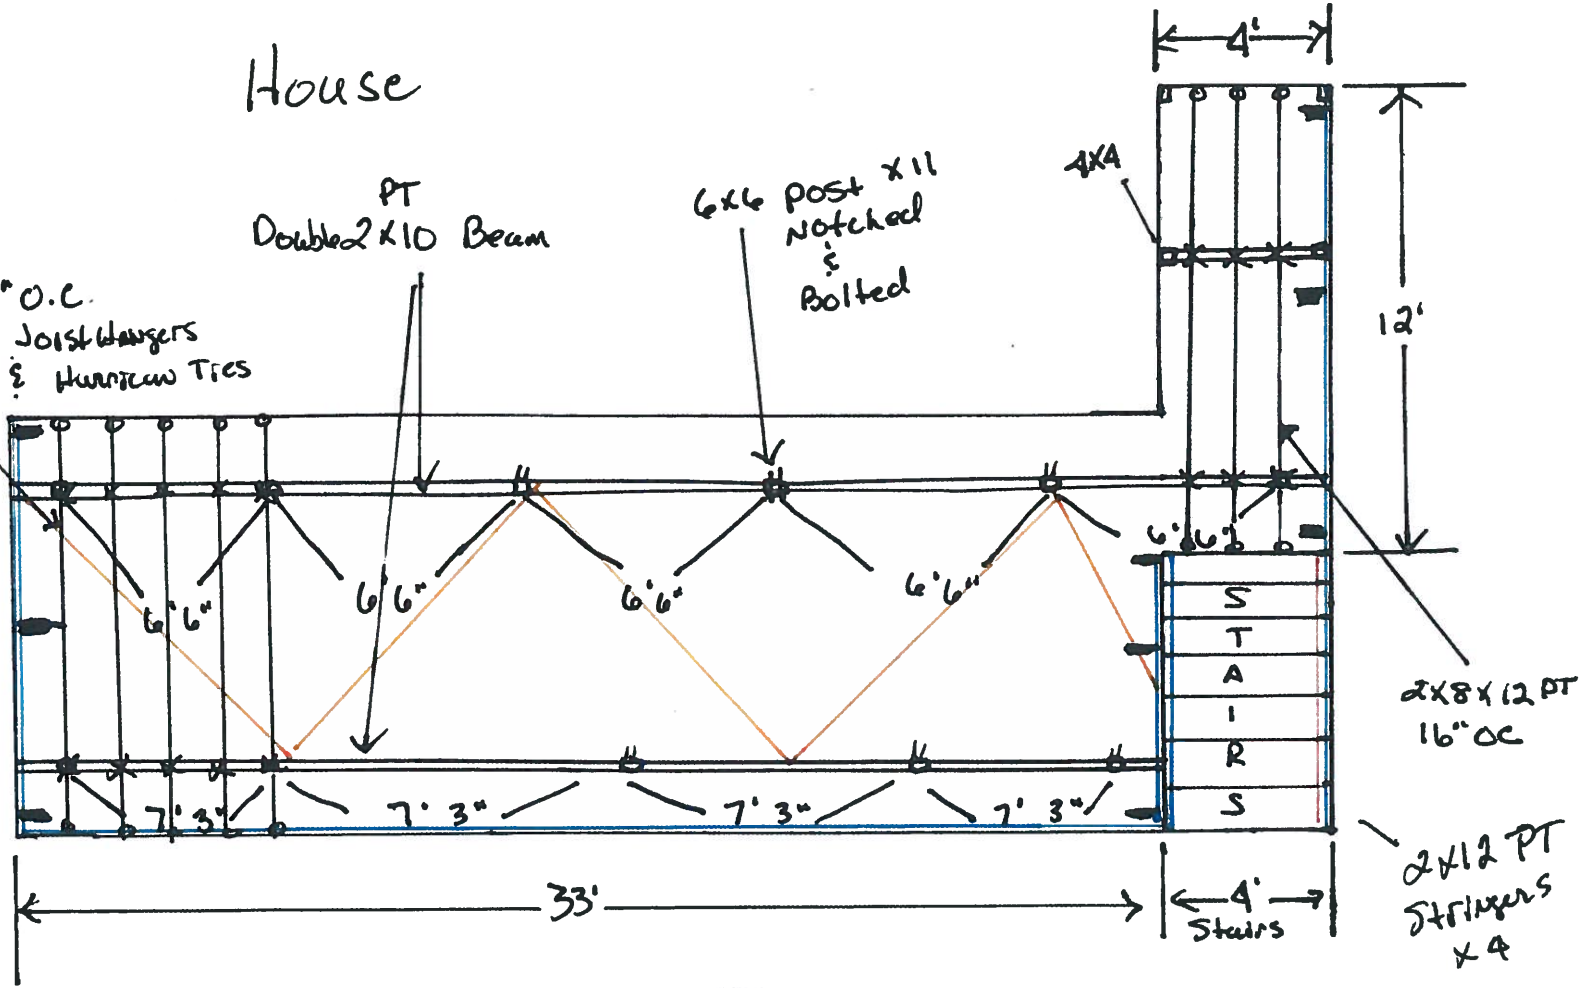 House
4'
PT
Double 2x10 Beam
6x6 Post x11
Notched
&
Bolted
4x4
" O.C.
Joist Hangers
& Hurrican Ties
12'
6' 6"
6' 6"
6' 6"
6' 6"
6' 6"
S
T
A
I
R
S
2x8x12 PT
16" OC
7' 3"
7' 3"
7' 3"
7' 3"
33'
4'
Stairs
2x12 PT
Stringers
x4